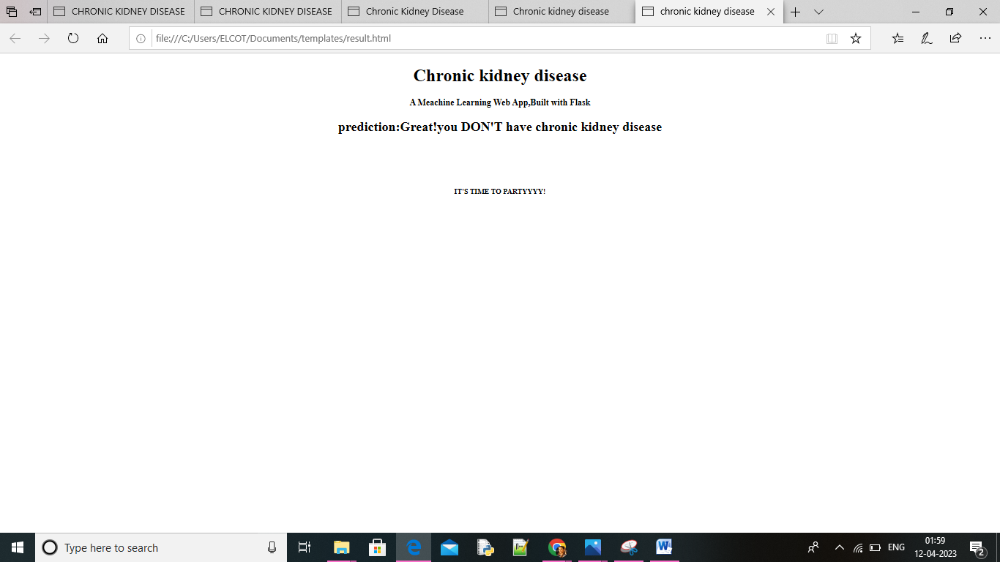 CHRONIC KIDNEY DISEASE
CHRONIC KIDNEY DISEASE
Chronic Kidney Disease
Chronic kidney disease
chronic kidney disease
file:///C:/Users/ELCOT/Documents/templates/result.html
Chronic kidney disease
A Meachine Learning Web App,Built with Flask
prediction:Great!you DON'T have chronic kidney disease
IT'S TIME TO PARTYYYY!
Type here to search
ENG
01:59
12-04-2023
2